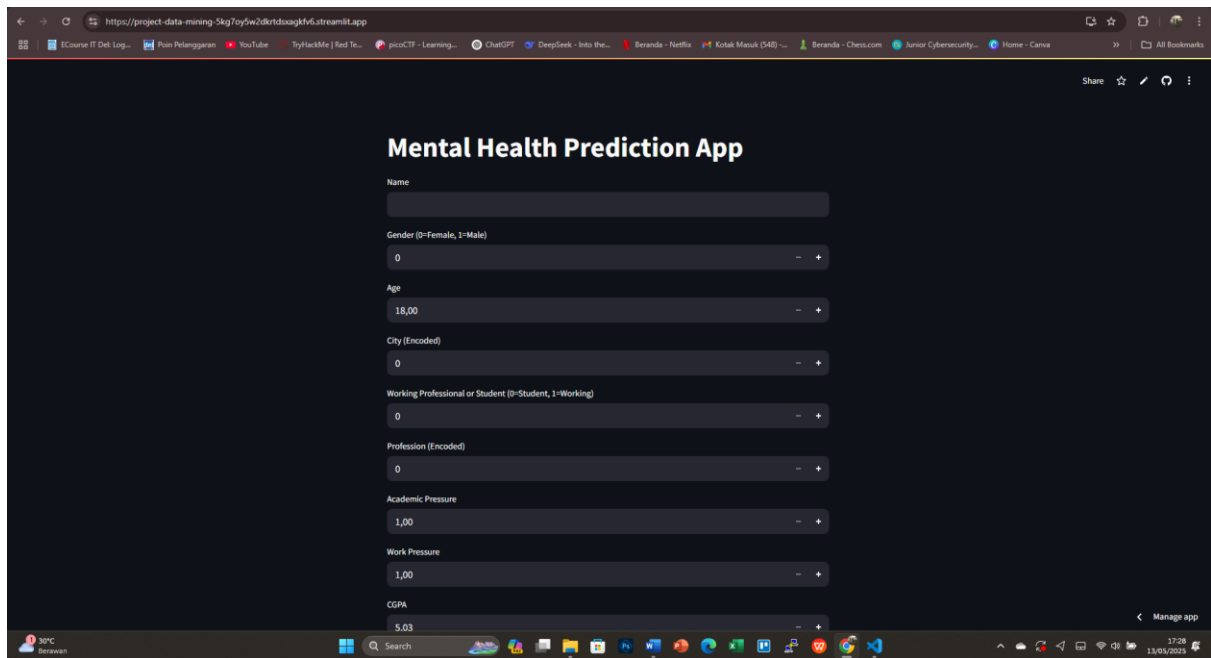 https://project-data-mining-5kg7oy5w2dkrtdsxagkfv6.streamlit.app
ECourse IT Del: Log... Poin Pelanggaran YouTube TryHackMe | Red Te... picoCTF - Learning... ChatGPT DeepSeek - Into the... Beranda - Netflix Kotak Masuk (548) -... Beranda - Chess.com Junior Cybersecurity... Home - Canva » All Bookmarks
Share
Mental Health Prediction App
Name
Gender (0=Female, 1=Male)
0
Age
18,00
City (Encoded)
0
Working Professional or Student (0=Student, 1=Working)
0
Profession (Encoded)
0
Academic Pressure
1,00
Work Pressure
1,00
CGPA
5,03
Manage app
1
30°C
Berawan
Search
17:28
13/05/2025